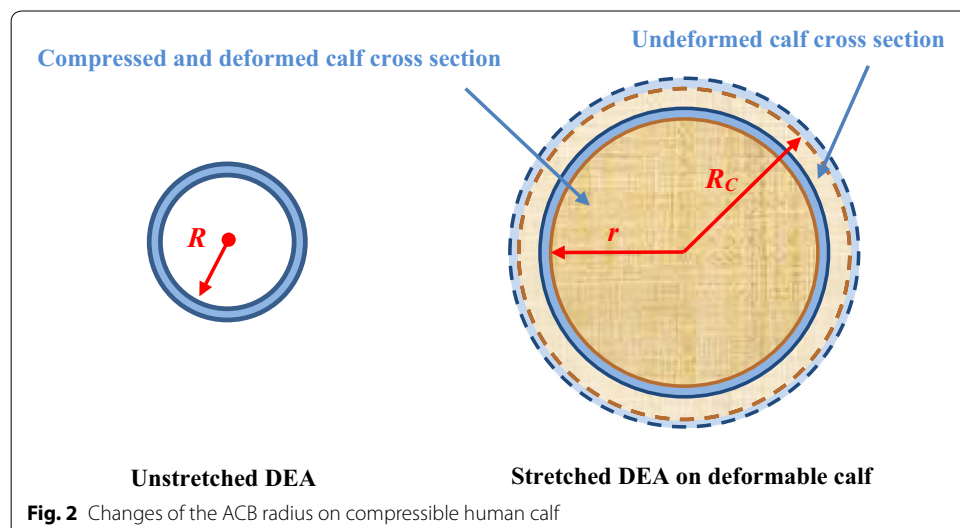 Undeformed calf cross section
Compressed and deformed calf cross section
R
R_C
r
Unstretched DEA
Stretched DEA on deformable calf
Fig. 2 Changes of the ACB radius on compressible human calf